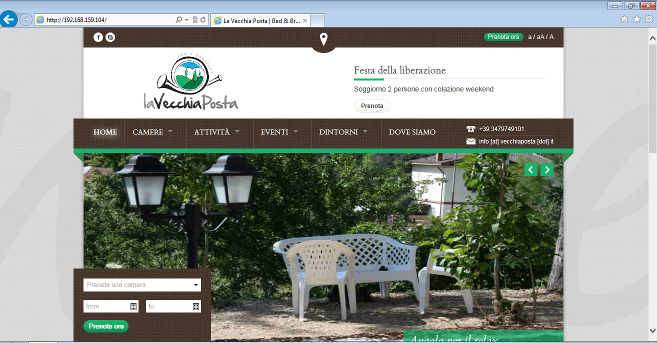 http://192.168.159.104/
La Vecchia Posta | Bed & Br...
Prenota ora
a / aA / A
laVecchiaPosta
Festa della liberazione
Soggiorno 2 persone con colazione weekend
Prenota
HOME
CAMERE
ATTIVITÀ
EVENTI
DINTORNI
DOVE SIAMO
+39 3479749101
info [at] vecchiaposta [dot] it
Prenota una camera
from
to
Prenota ora
Angolo per il relax